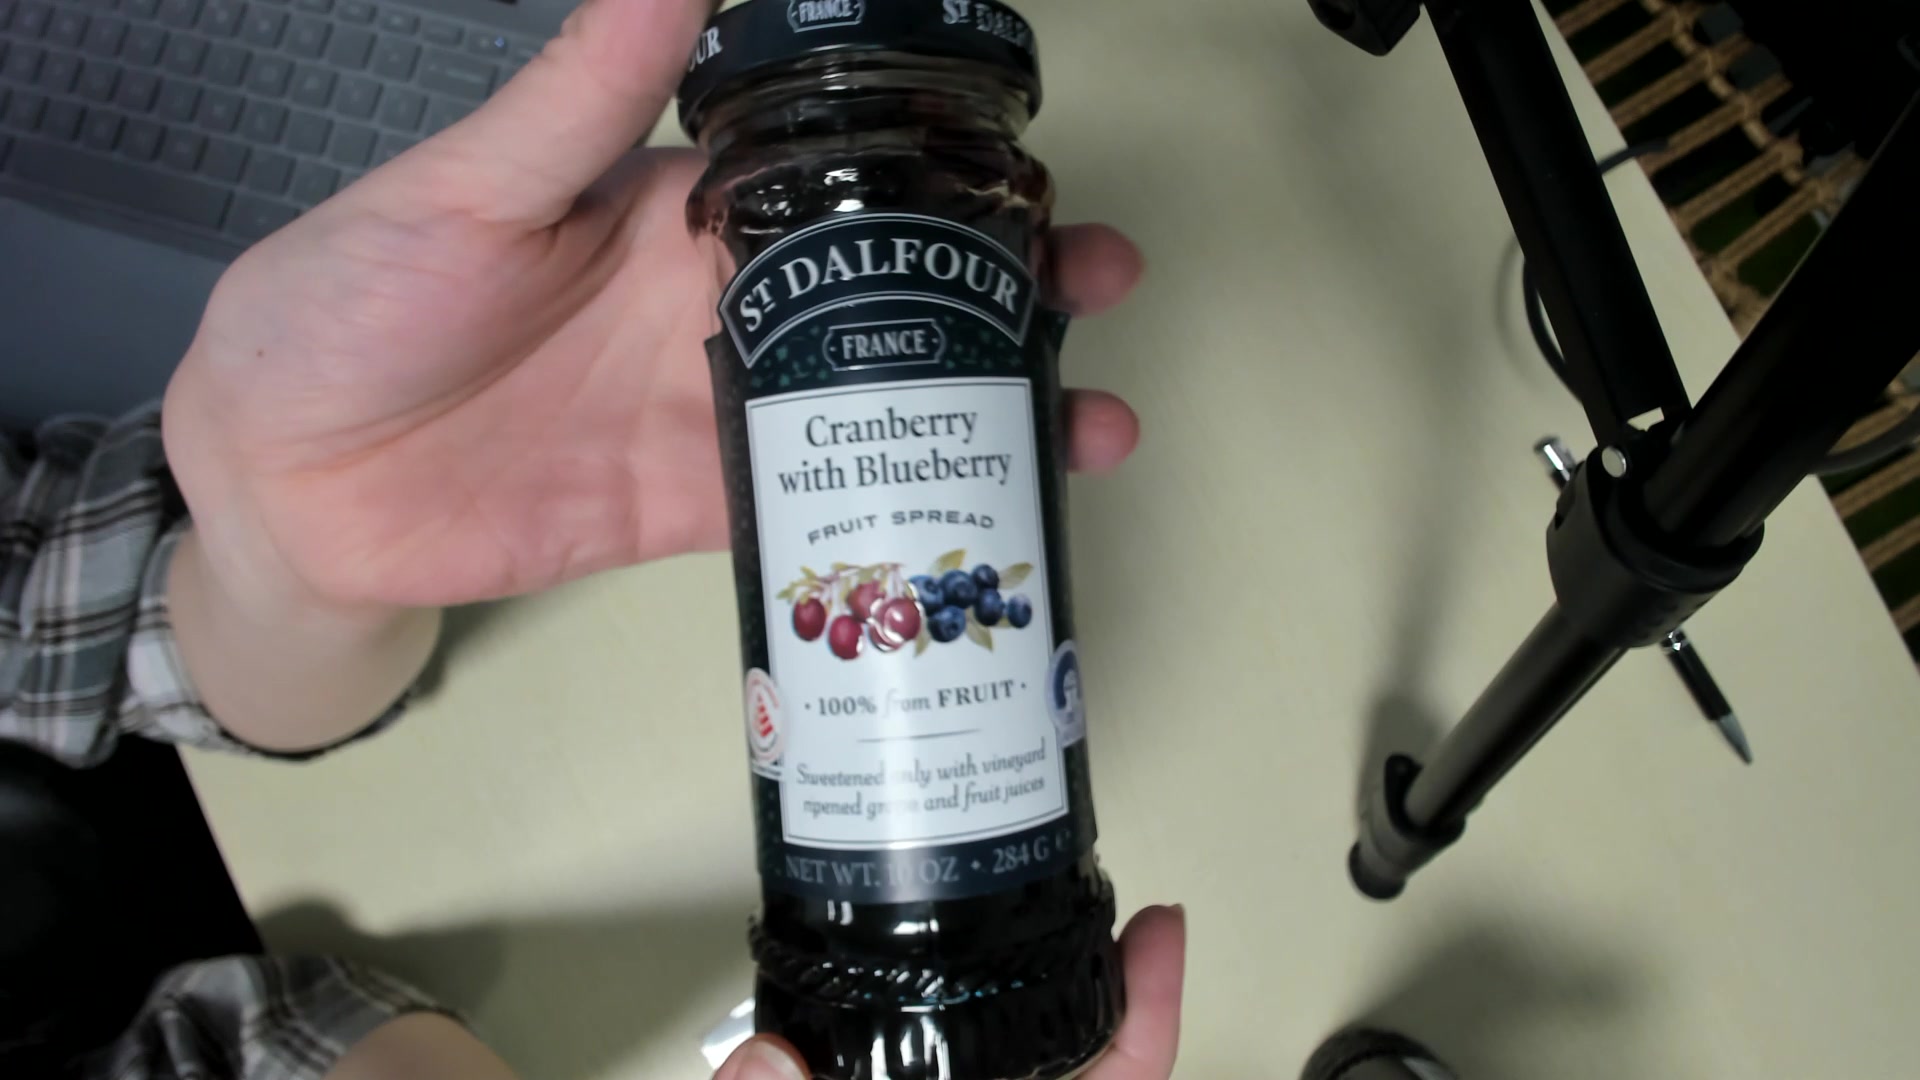 FRANCE
ST DALFOUR
ST DALFOUR
FRANCE
Cranberry
with Blueberry
FRUIT SPREAD
· 100% from FRUIT ·
Sweetened only with vineyard
ripened grape and fruit juices
NET WT. 10 OZ · 284 G ℮